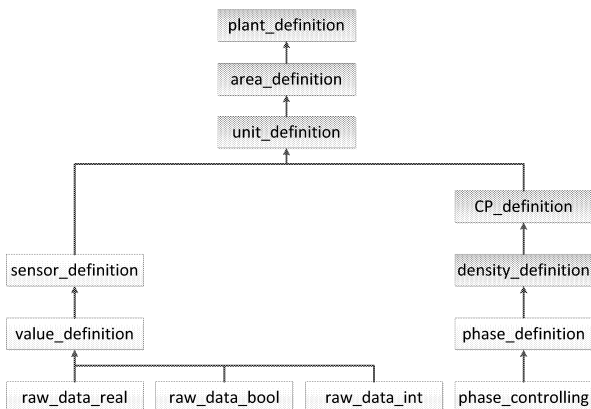 plant_definition
area_definition
unit_definition
CP_definition
sensor_definition
density_definition
value_definition
phase_definition
raw_data_real
raw_data_bool
raw_data_int
phase_controlling